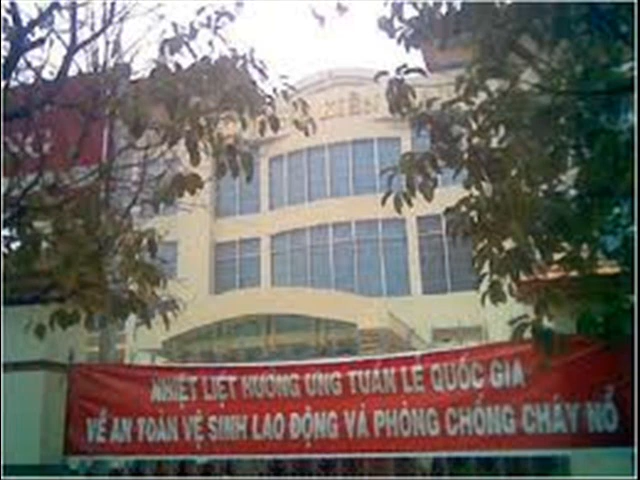 NHIỆT LIỆT HƯỞNG ỨNG TUẦN LỄ QUỐC GIA
VỀ AN TOÀN VỆ SINH LAO ĐỘNG VÀ PHÒNG CHỐNG CHÁY NỔ